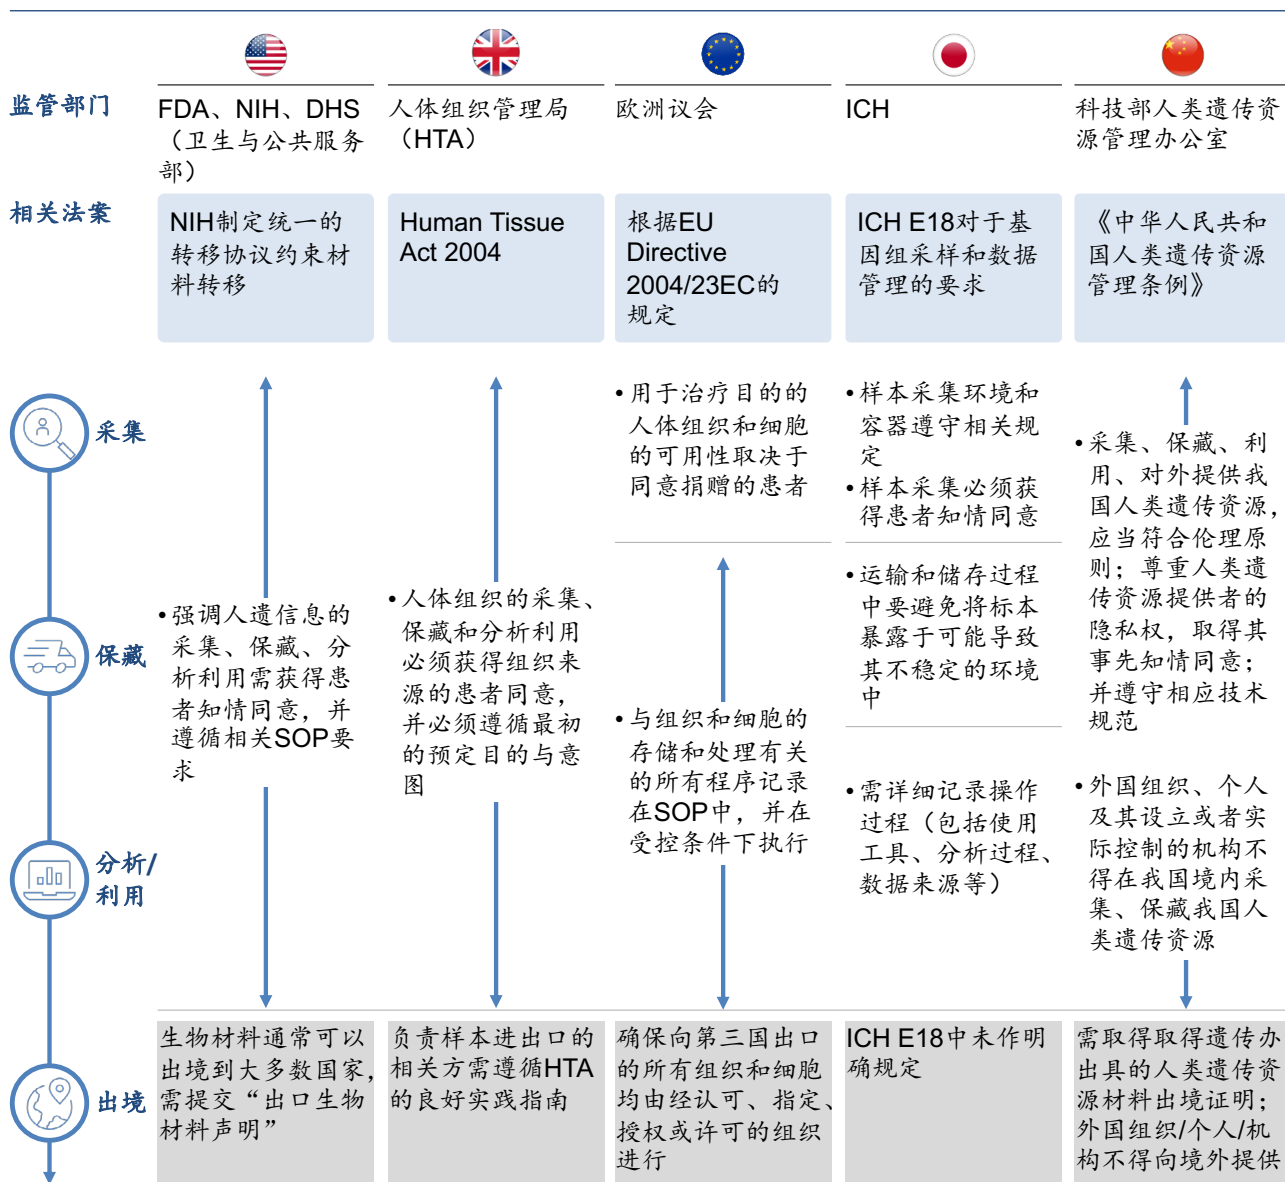 监管部门
FDA、NIH、DHS
（卫生与公共服务
部）
人体组织管理局
（HTA）
欧洲议会
ICH
科技部人类遗传资
源管理办公室
相关法案
NIH制定统一的
转移协议约束材
料转移
Human Tissue
Act 2004
根据EU
Directive
2004/23EC的
规定
ICH E18对于基
因组采样和数据
管理的要求
《中华人民共和
国人类遗传资源
管理条例》
采集
保藏
分析/
利用
• 强调人遗信息的
采集、保藏、分
析利用需获得患
者知情同意，并
遵循相关SOP要
求
• 人体组织的采集、
保藏和分析利用
必须获得组织来
源的患者同意，
并必须遵循最初
的预定目的与意
图
• 用于治疗目的的
人体组织和细胞
的可用性取决于
同意捐赠的患者
• 与组织和细胞的
存储和处理有关
的所有程序记录
在SOP中，并在
受控条件下执行
• 样本采集环境和
容器遵守相关规
定
• 样本采集必须获
得患者知情同意
• 运输和储存过程
中要避免将标本
暴露于可能导致
其不稳定的环境
中
• 需详细记录操作
过程（包括使用
工具、分析过程、
数据来源等）
• 采集、保藏、利
用、对外提供我
国人类遗传资源，
应当符合伦理原
则；尊重人类遗
传资源提供者的
隐私权，取得其
事先知情同意；
并遵守相应技术
规范
• 外国组织、个人
及其设立或者实
际控制的机构不
得在我国境内采
集、保藏我国人
类遗传资源
出境
生物材料通常可以
出境到大多数国家，
需提交“出口生物
材料声明”
负责样本进出口的
相关方需遵循HTA
的良好实践指南
确保向第三国出口
的所有组织和细胞
均由经认可、指定、
授权或许可的组织
进行
ICH E18中未作明
确规定
需取得取得遗传办
出具的人类遗传资
源材料出境证明；
外国组织/个人/机
构不得向境外提供